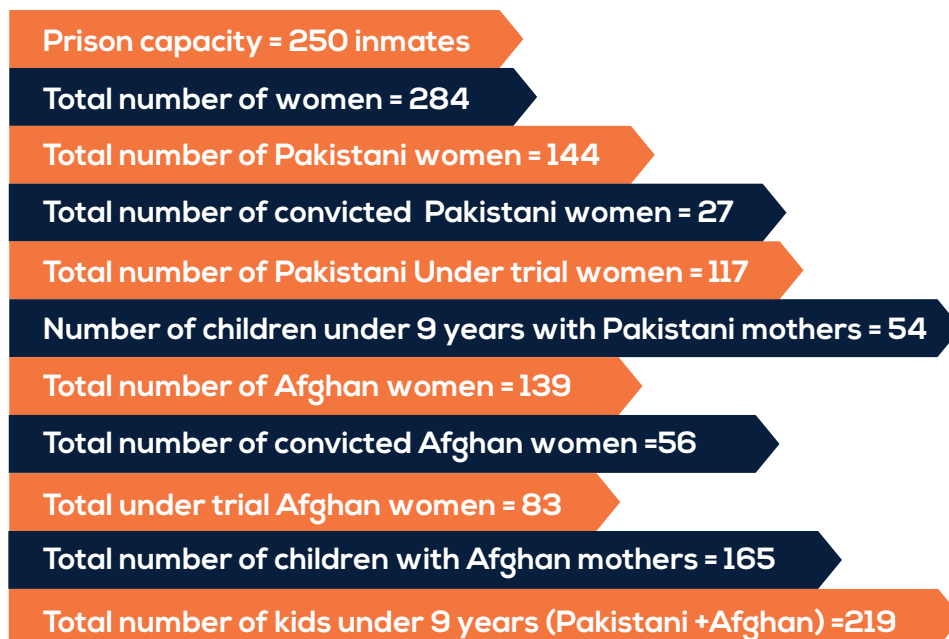 Prison capacity = 250 inmates
Total number of women = 284
Total number of Pakistani women = 144
Total number of convicted  Pakistani women = 27
Total number of Pakistani Under trial women = 117
Number of children under 9 years with Pakistani mothers = 54
Total number of Afghan women = 139
Total number of convicted Afghan women =56
Total under trial Afghan women = 83
Total number of children with Afghan mothers = 165
Total number of kids under 9 years (Pakistani +Afghan) =219